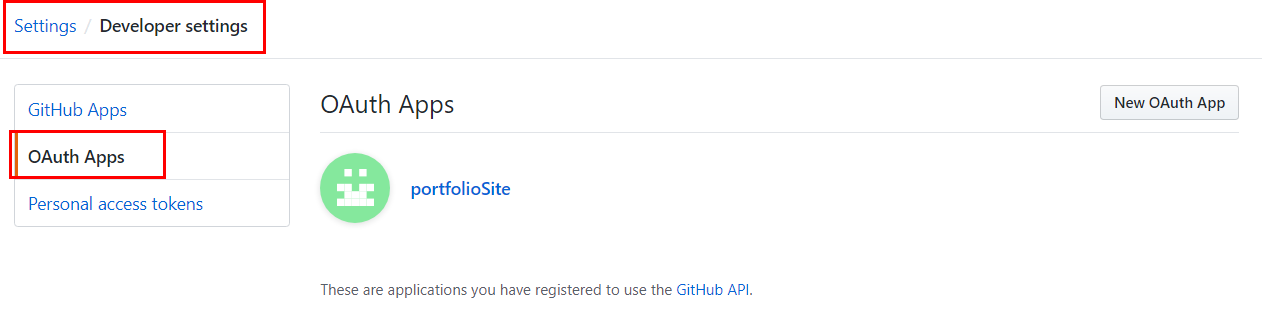 Settings / Developer settings
GitHub Apps
OAuth Apps
Personal access tokens
OAuth Apps
New OAuth App
portfolioSite
These are applications you have registered to use the GitHub API.